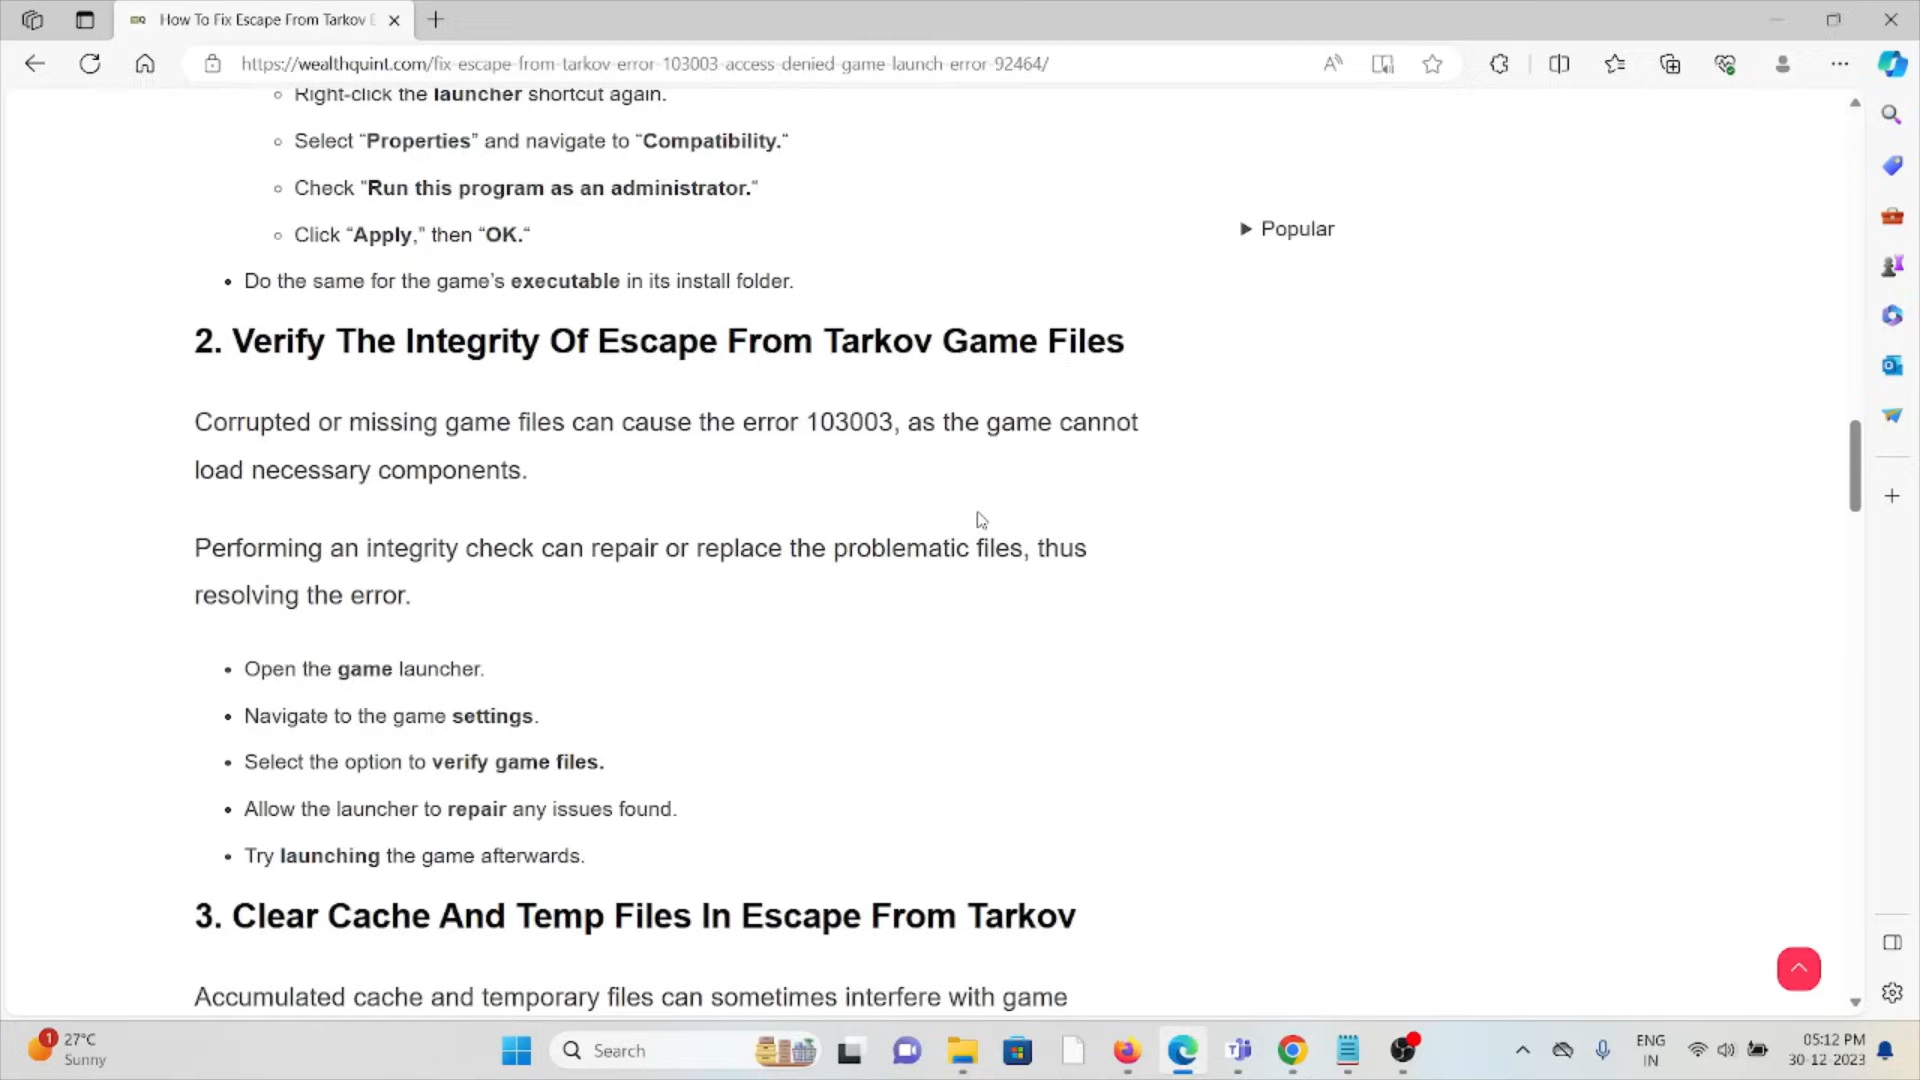 How To Fix Escape From Tarkov E
https://wealthquint.com/fix-escape-from-tarkov-error-103003-access-denied-game-launch-error-92464/
Right-click the launcher shortcut again.
Select “Properties” and navigate to “Compatibility.“
Check “Run this program as an administrator.“
Click “Apply,” then “OK.“
Popular
Do the same for the game’s executable in its install folder.
2. Verify The Integrity Of Escape From Tarkov Game Files
Corrupted or missing game files can cause the error 103003, as the game cannot
load necessary components.
Performing an integrity check can repair or replace the problematic files, thus
resolving the error.
Open the game launcher.
Navigate to the game settings.
Select the option to verify game files.
Allow the launcher to repair any issues found.
Try launching the game afterwards.
3. Clear Cache And Temp Files In Escape From Tarkov
Accumulated cache and temporary files can sometimes interfere with game
1
27°C
Sunny
Search
ENG
IN
05:12 PM
30-12-2023